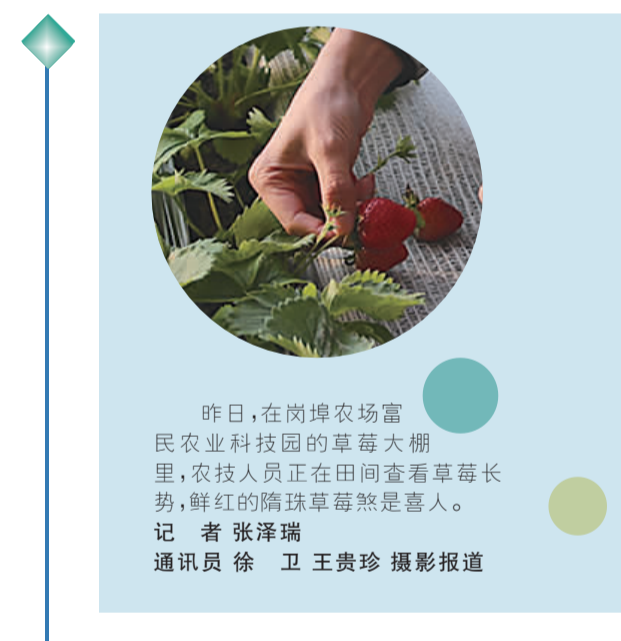 昨日，在岗埠农场富
民农业科技园的草莓大棚
里，农技人员正在田间查看草莓长
势，鲜红的隋珠草莓煞是喜人。
记　者 张泽瑞
通讯员 徐　卫 王贵珍 摄影报道